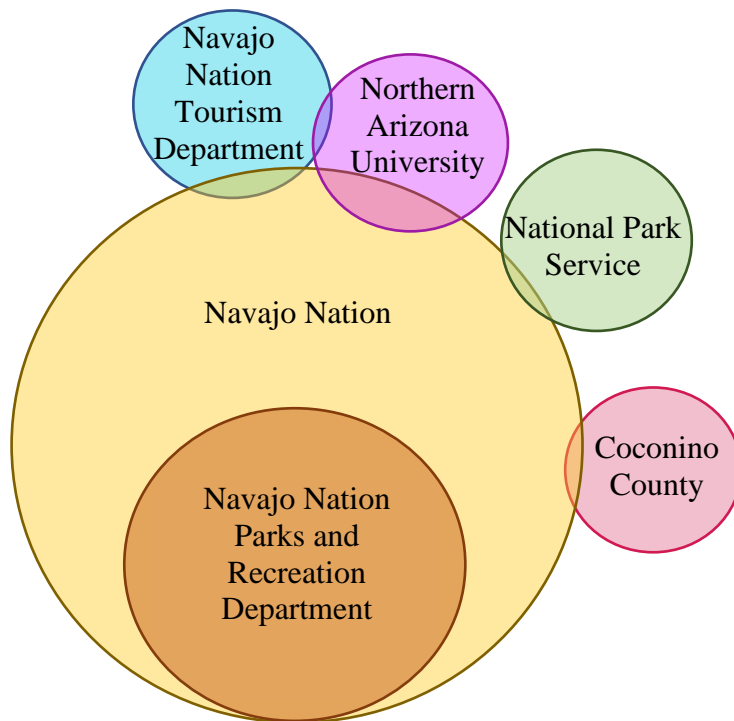 Navajo
Nation
Tourism
Department
Northern
Arizona
University
National Park
Service
Navajo Nation
Coconino
County
Navajo Nation
Parks and
Recreation
Department